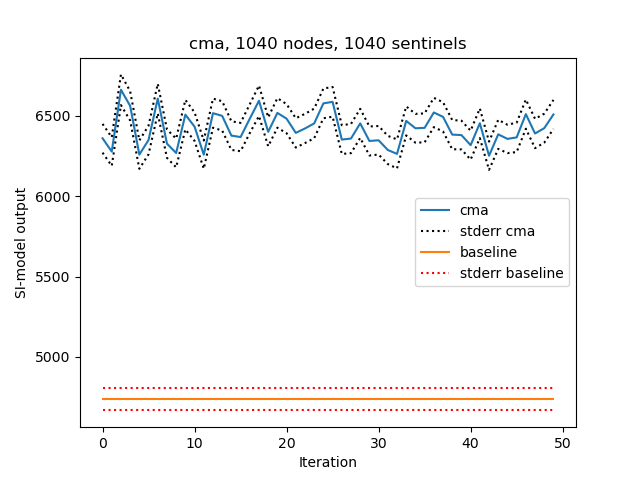 cma, 1040 nodes, 1040 sentinels
6500
6000
5500
5000
SI-model output
cma
stderr cma
baseline
stderr baseline
0 10 20 30 40 50
Iteration